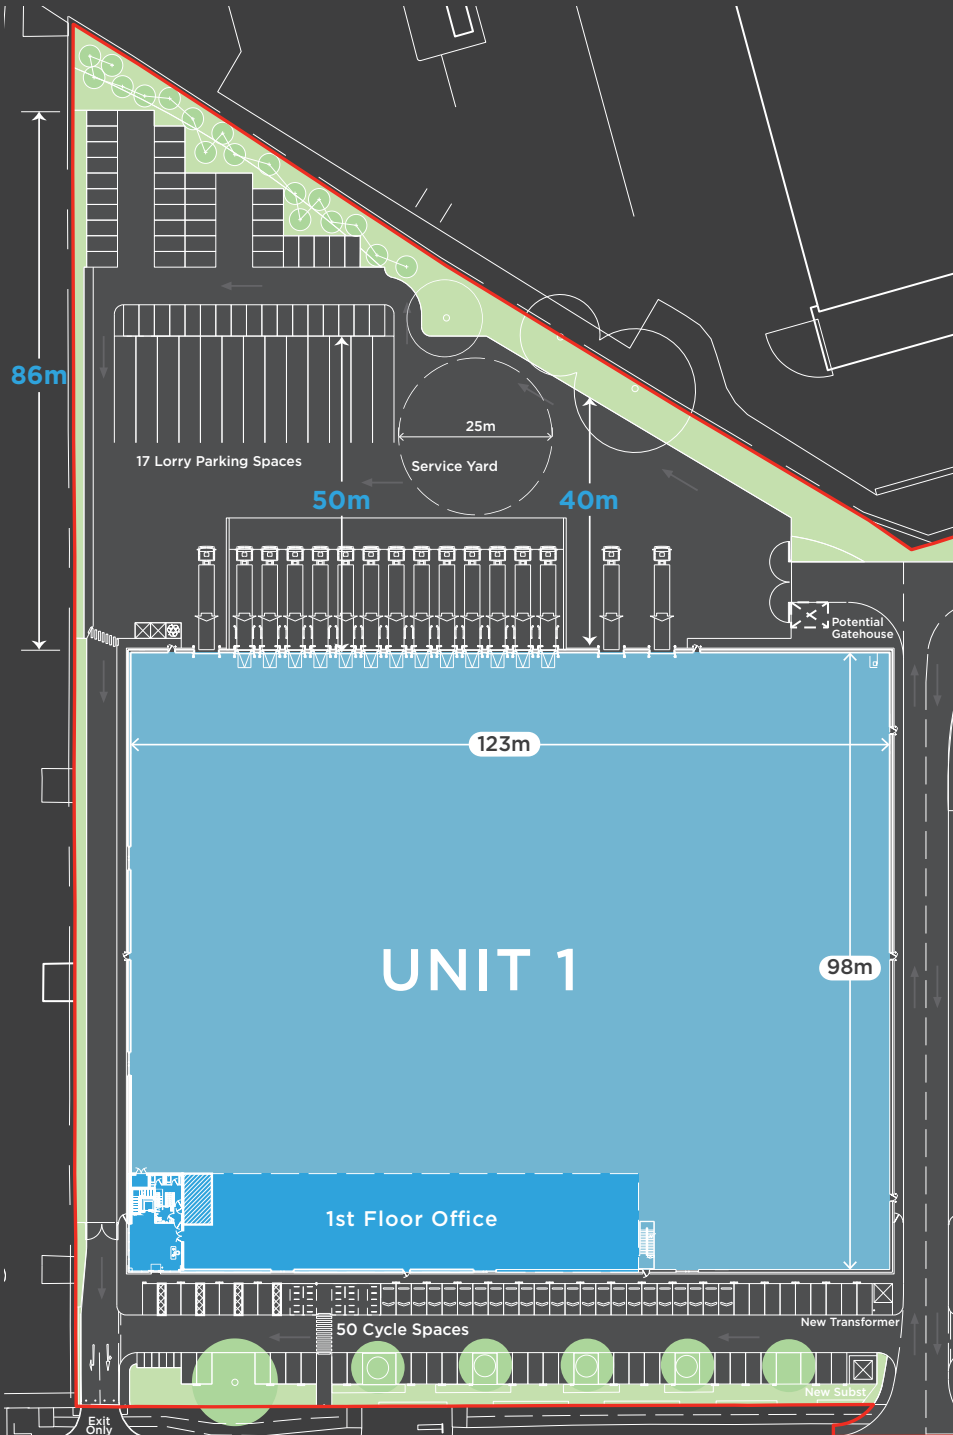 86m
25m
17 Lorry Parking Spaces
Service Yard
50m
40m
Potential
Gatehouse
123m
UNIT 1
98m
1st Floor Office
New Transformer
50 Cycle Spaces
New Subst
Exit
Only